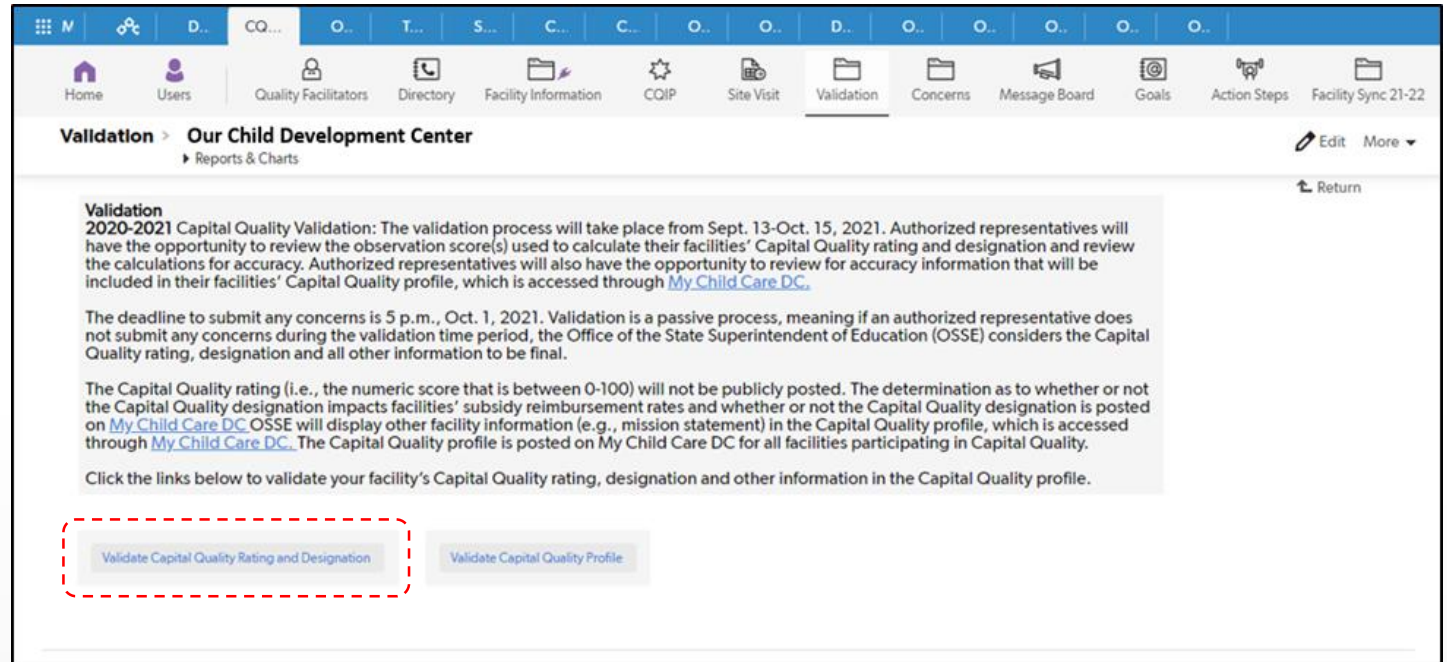 M D... CQ... O... T... S... C... C... O... O... D... O... O... O... O... O...
Home Users Quality Facilitators Directory Facility Information CQIP Site Visit Validation Concerns Message Board Goals Action Steps Facility Sync 21-22
Validation > Our Child Development Center
Edit More
Reports & Charts
Return
Validation
2020-2021 Capital Quality Validation: The validation process will take place from Sept. 13-Oct. 15, 2021. Authorized representatives will
have the opportunity to review the observation score(s) used to calculate their facilities' Capital Quality rating and designation and review
the calculations for accuracy. Authorized representatives will also have the opportunity to review for accuracy information that will be
included in their facilities' Capital Quality profile, which is accessed through My Child Care DC.
The deadline to submit any concerns is 5 p.m., Oct. 1, 2021. Validation is a passive process, meaning if an authorized representative does
not submit any concerns during the validation time period, the Office of the State Superintendent of Education (OSSE) considers the Capital
Quality rating, designation and all other information to be final.
The Capital Quality rating (i.e., the numeric score that is between 0-100) will not be publicly posted. The determination as to whether or not
the Capital Quality designation impacts facilities' subsidy reimbursement rates and whether or not the Capital Quality designation is posted
on My Child Care DC OSSE will display other facility information (e.g., mission statement) in the Capital Quality profile, which is accessed
through My Child Care DC. The Capital Quality profile is posted on My Child Care DC for all facilities participating in Capital Quality.
Click the links below to validate your facility's Capital Quality rating, designation and other information in the Capital Quality profile.
Validate Capital Quality Rating and Designation Validate Capital Quality Profile